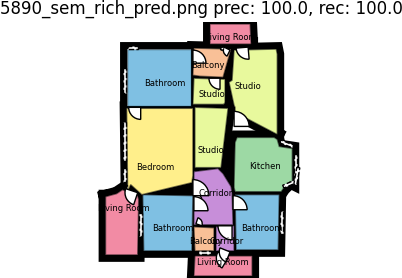 5890_sem_rich_pred.png prec: 100.0, rec: 100.0
Living Room
Balcony
Bathroom
Studio
Studio
Studio
Bedroom
Kitchen
Corridor
Living Room
Bathroom
Bathroom
Balcony
Corridor
Living Room